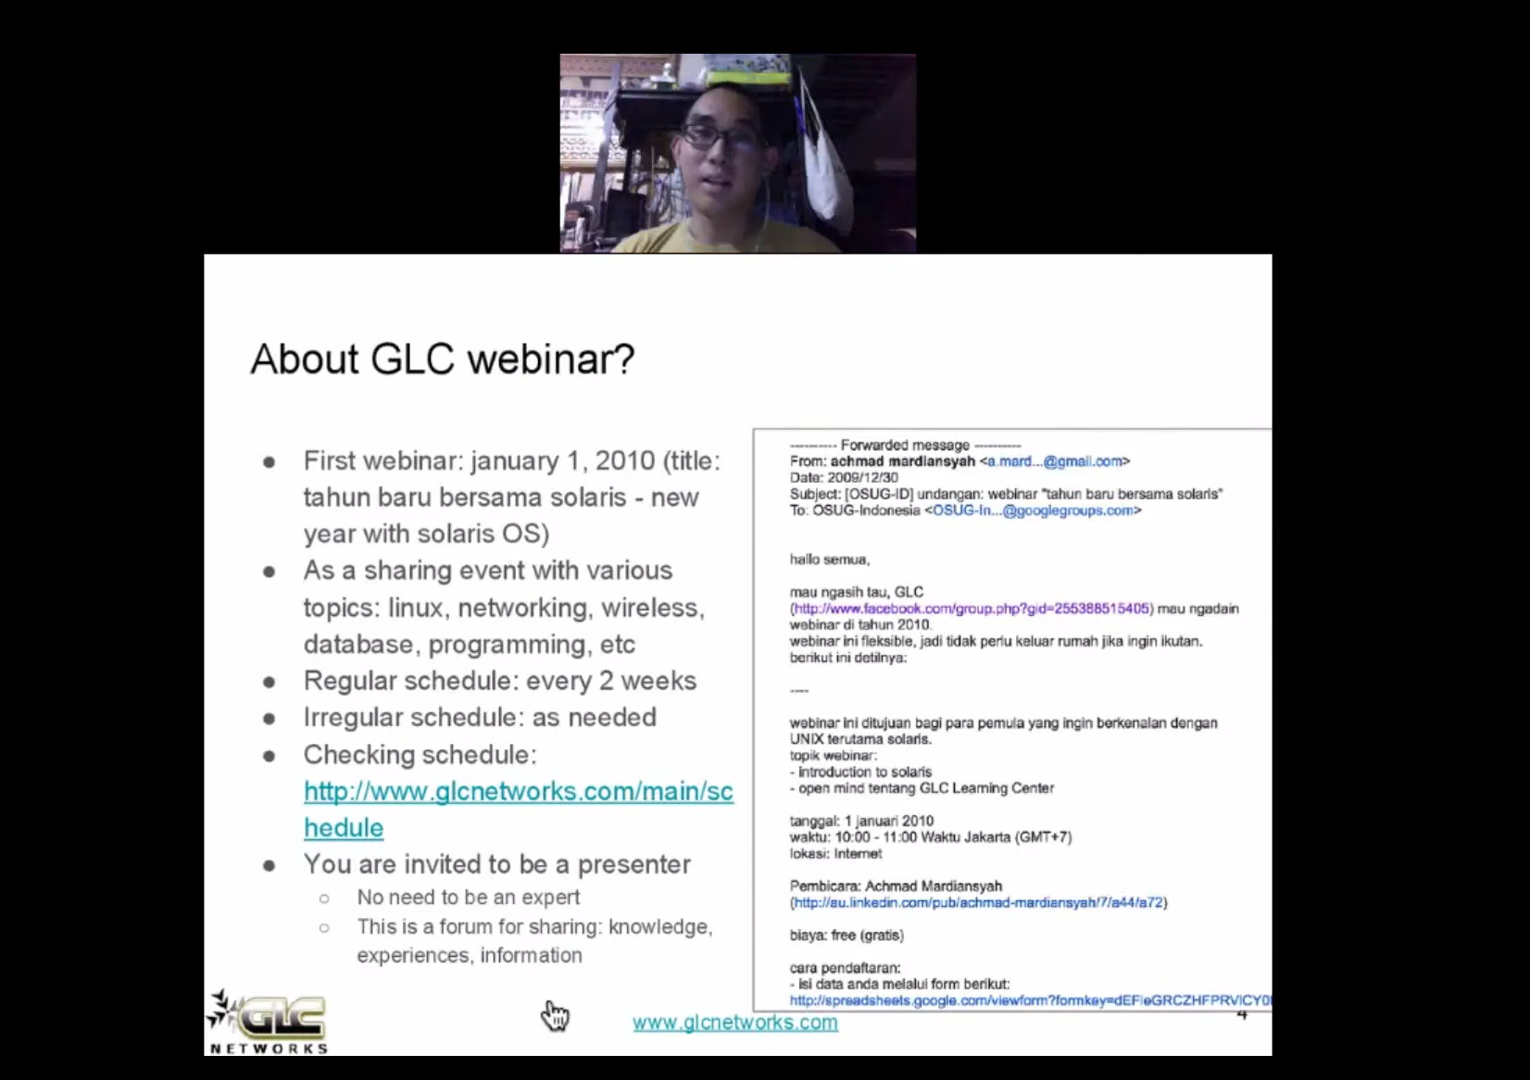 About GLC webinar?
● First webinar: january 1, 2010 (title:
tahun baru bersama solaris - new
year with solaris OS)
● As a sharing event with various
topics: linux, networking, wireless,
database, programming, etc
● Regular schedule: every 2 weeks
● Irregular schedule: as needed
● Checking schedule:
http://www.glcnetworks.com/main/sc
hedule
● You are invited to be a presenter
○ No need to be an expert
○ This is a forum for sharing: knowledge,
experiences, information
---------- Forwarded message ----------
From: achmad mardiansyah <a.mard...@gmail.com>
Date: 2009/12/30
Subject: [OSUG-ID] undangan: webinar "tahun baru bersama solaris"
To: OSUG-Indonesia <OSUG-In...@googlegroups.com>
hallo semua,
mau ngasih tau, GLC
(http://www.facebook.com/group.php?gid=255388515405) mau ngadain
webinar di tahun 2010.
webinar ini fleksible, jadi tidak perlu keluar rumah jika ingin ikutan.
berikut ini detilnya:
----
webinar ini ditujuan bagi para pemula yang ingin berkenalan dengan
UNIX terutama solaris.
topik webinar:
- introduction to solaris
- open mind tentang GLC Learning Center
tanggal: 1 januari 2010
waktu: 10:00 - 11:00 Waktu Jakarta (GMT+7)
lokasi: Internet
Pembicara: Achmad Mardiansyah
(http://au.linkedin.com/pub/achmad-mardiansyah/7/a44/a72)
biaya: free (gratis)
cara pendaftaran:
- isi data anda melalui form berikut:
http://spreadsheets.google.com/viewform?formkey=dEFieGRCZHFPRVlCY0
GLC
NETWORKS
www.glcnetworks.com
4